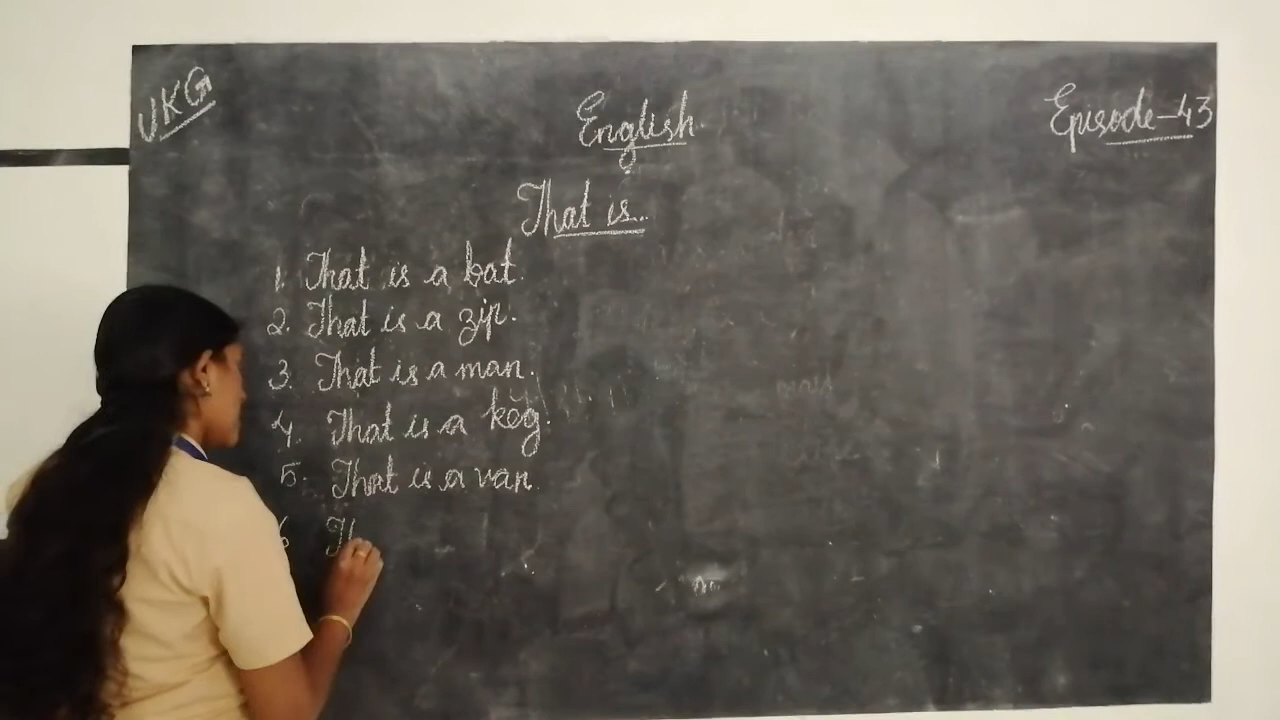 UKG English Episode-43
That is..
1. That is a bat.
2. That is a zip.
3. That is a man.
4. That is a keg.
5. That is a van.
6 Th